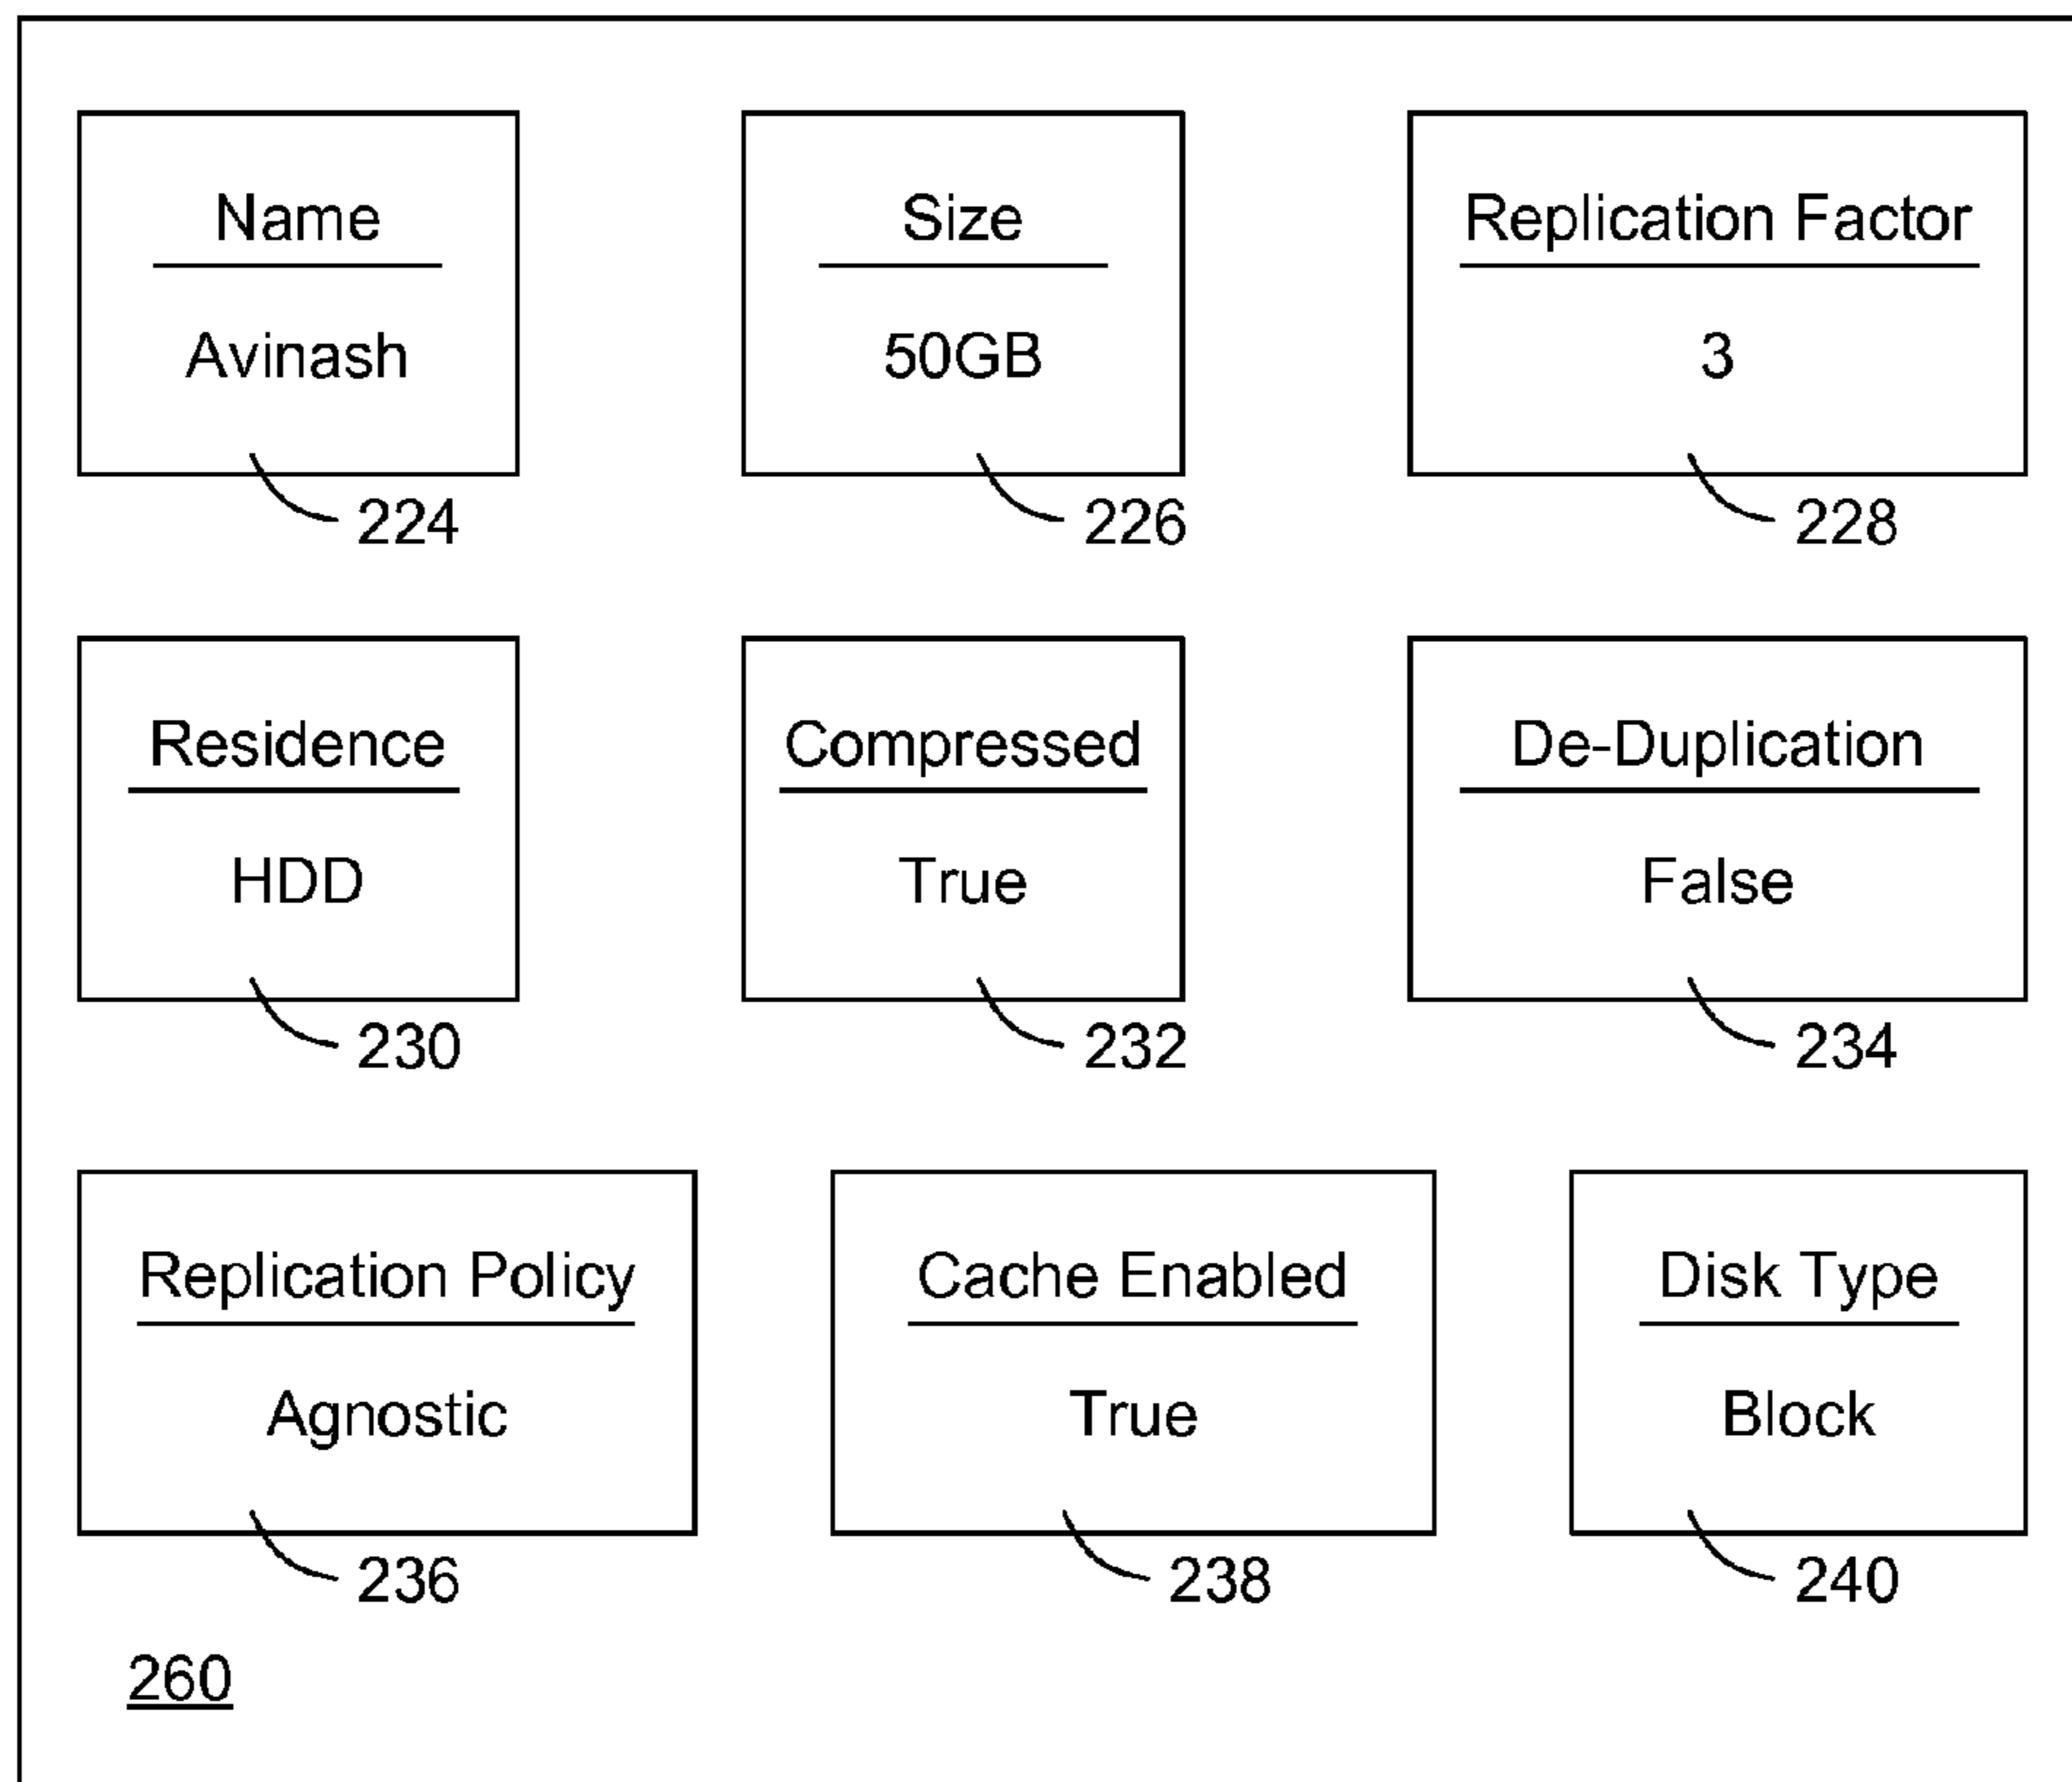 Name
Avinash
224
Size
50GB
226
Replication Factor
3
228
Residence
HDD
230
Compressed
True
232
De-Duplication
False
234
Replication Policy
Agnostic
236
Cache Enabled
True
238
Disk Type
Block
240
260